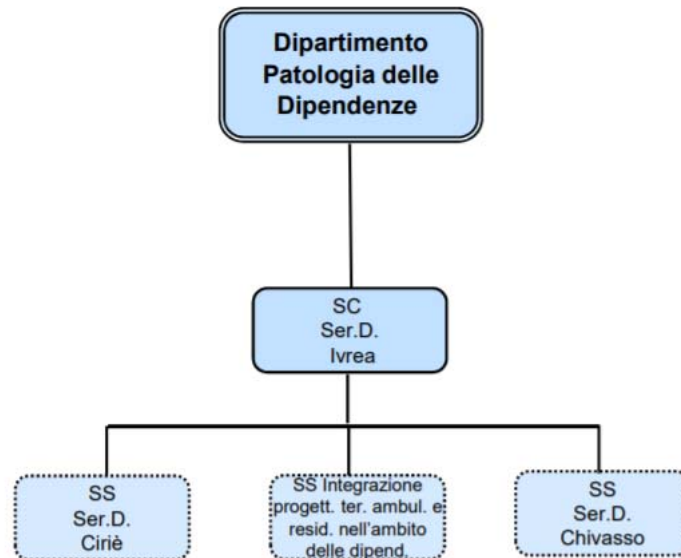 Dipartimento
Patologia delle
Dipendenze
SC
Ser.D.
Ivrea
SS
Ser.D.
Ciriè
SS Integrazione
progett. ter. ambul. e
resid. nell'ambito
delle dipend.
SS
Ser.D.
Chivasso